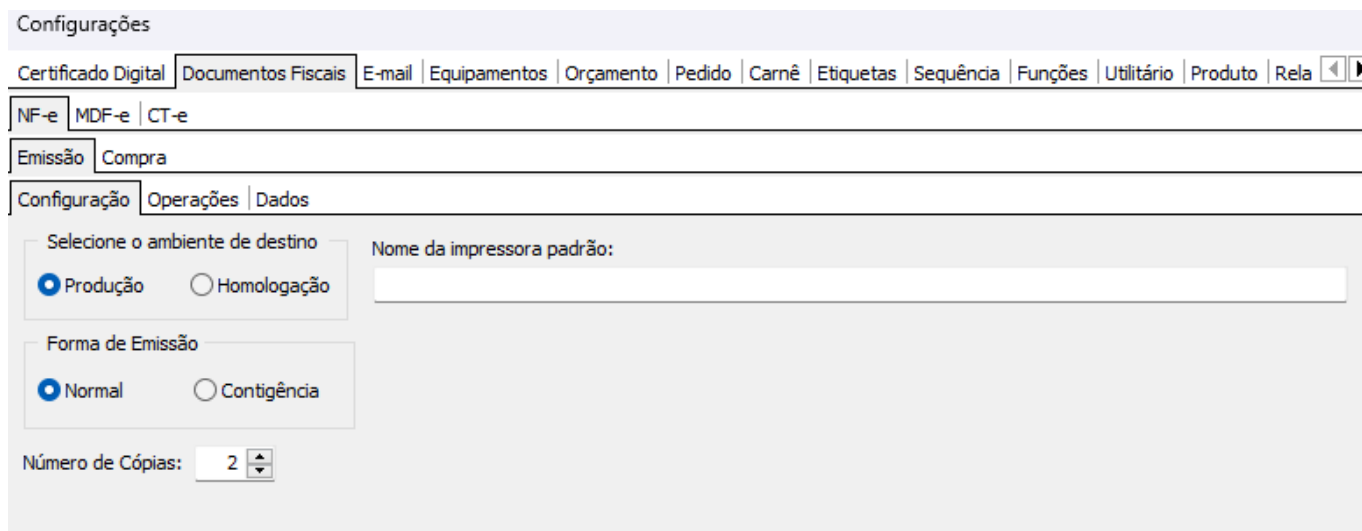 Configurações
Certificado Digital Documentos Fiscais E-mail Equipamentos Orçamento Pedido Carnê Etiquetas Sequência Funções Utilitário Produto Rela
NF-e MDF-e CT-e
Emissão Compra
Configuração Operações Dados
Selecione o ambiente de destino
Nome da impressora padrão:
Produção Homologação
Forma de Emissão
Normal Contigência
Número de Cópias: 2